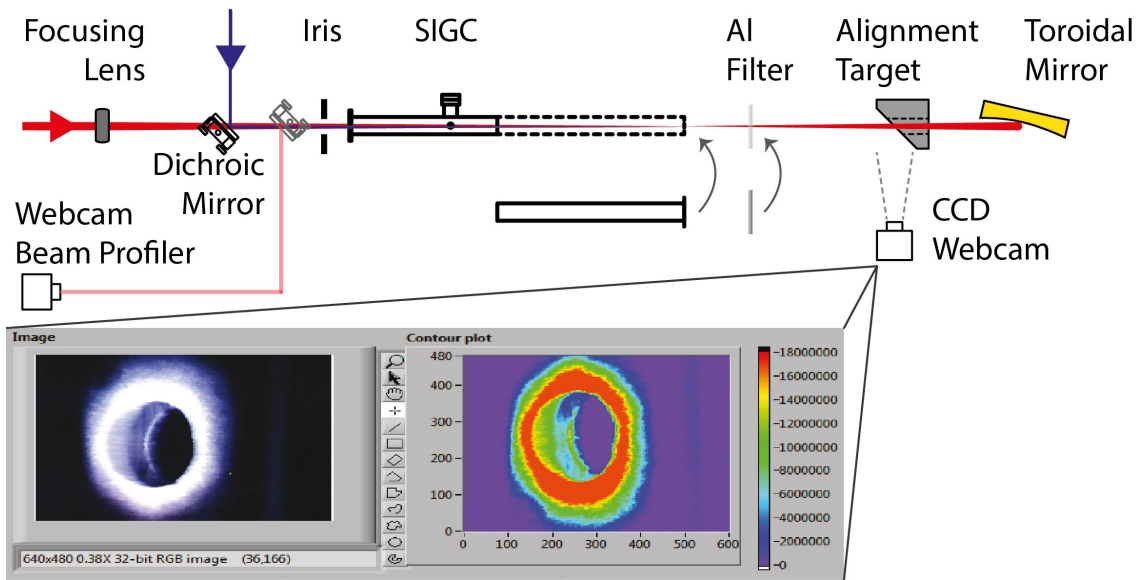 Focusing
Lens
Iris
SIGC
Al
Filter
Alignment
Target
Toroidal
Mirror
Dichroic
Mirror
Webcam
Beam Profiler
CCD
Webcam
Image
640x480 0.38X 32-bit RGB image (36,166)
Contour plot
480
400
300
200
100
0
0 100 200 300 400 500 600
18000000
16000000
14000000
12000000
10000000
8000000
6000000
4000000
2000000
0